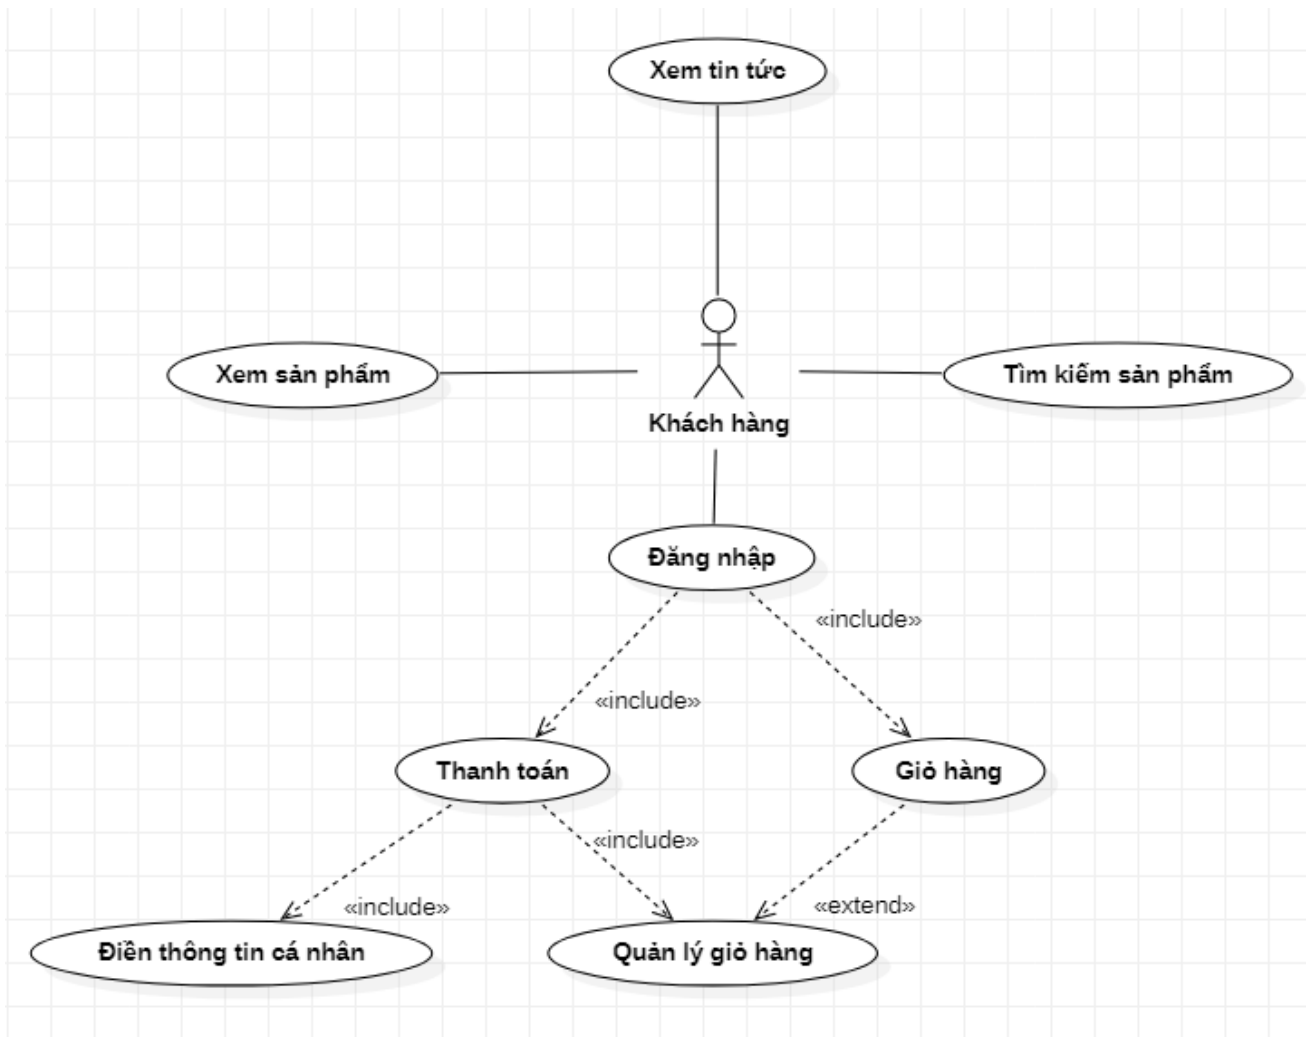 Xem tin tức
Xem sản phẩm
Tìm kiếm sản phẩm
Khách hàng
Đăng nhập
«include»
«include»
Thanh toán
Giỏ hàng
«include»
«include»
«extend»
Điền thông tin cá nhân
Quản lý giỏ hàng